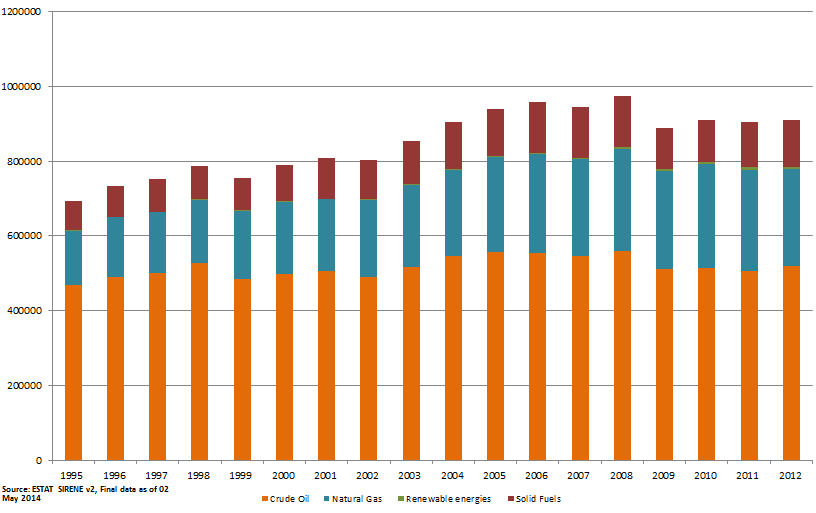 1200000
1000000
800000
600000
400000
200000
0
1995 1996 1997 1998 1999 2000 2001 2002 2003 2004 2005 2006 2007 2008 2009 2010 2011 2012
Source: ESTAT SIRENE v2, Final data as of 02
May 2014
Crude Oil Natural Gas Renewable energies Solid Fuels